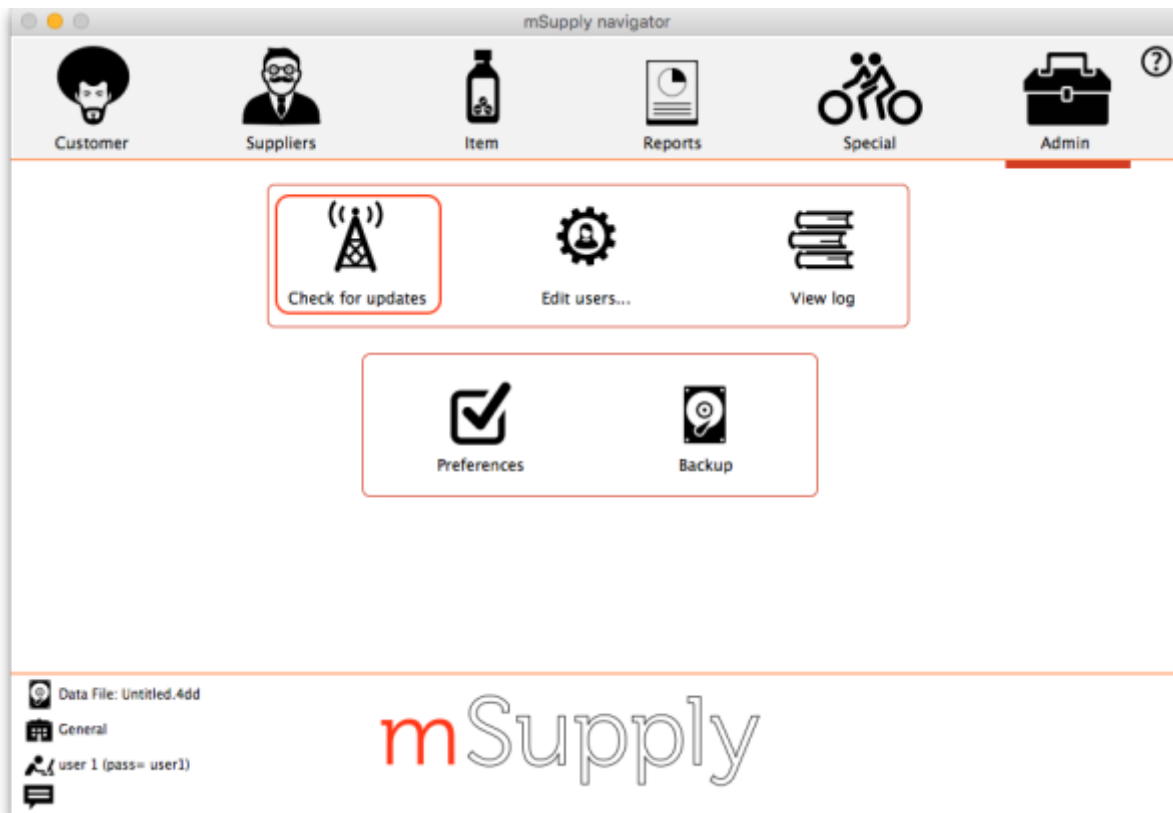 mSupply navigator
?
Customer Suppliers Item Reports Special Admin
Check for updates Edit users... View log
Preferences Backup
Data File: Untitled.4dd
General
user 1 (pass= user1)
mSupply